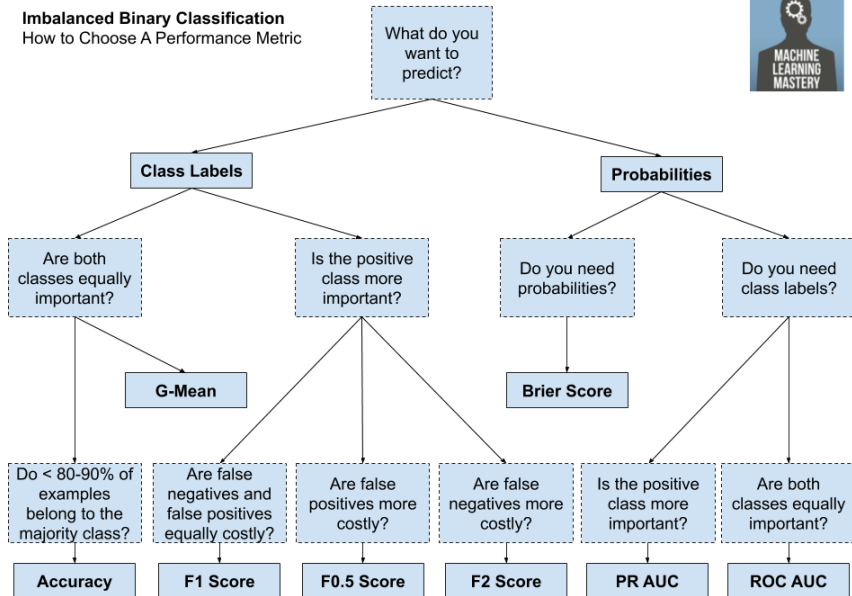 Imbalanced Binary Classification
How to Choose A Performance Metric
What do you
want to
predict?
MACHINE
LEARNING
MASTERY
Class Labels
Probabilities
Are both
classes equally
important?
Is the positive
class more
important?
Do you need
probabilities?
Do you need
class labels?
G-Mean
Brier Score
Do < 80-90% of
examples
belong to the
majority class?
Are false
negatives and
false positives
equally costly?
Are false
positives more
costly?
Are false
negatives more
costly?
Is the positive
class more
important?
Are both
classes equally
important?
Accuracy
F1 Score
F0.5 Score
F2 Score
PR AUC
ROC AUC